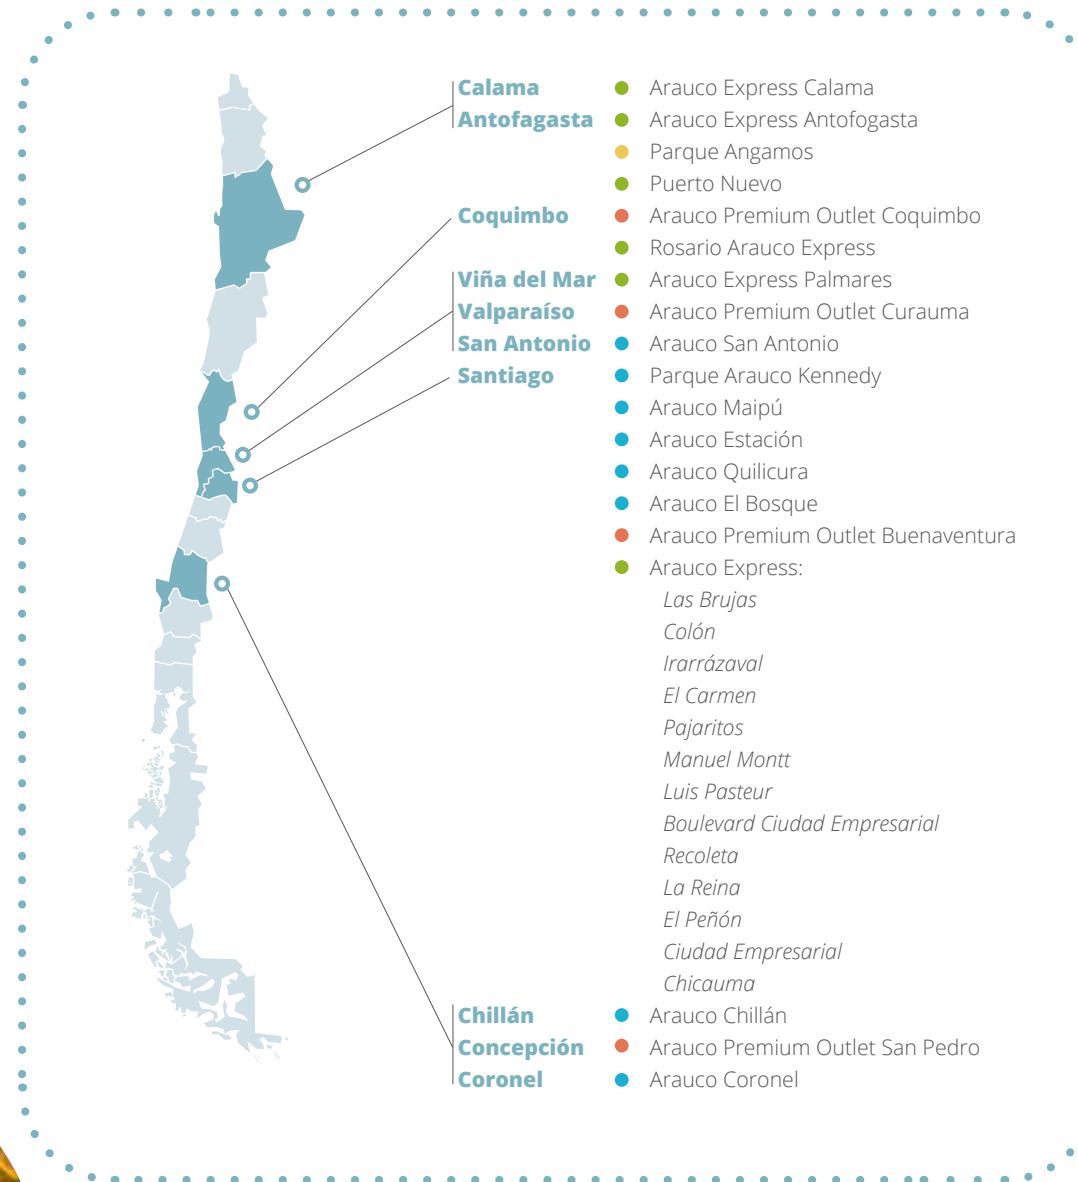 Calama Arauco Express Calama
Antofagasta Arauco Express Antofogasta
Parque Angamos
Puerto Nuevo
Coquimbo Arauco Premium Outlet Coquimbo
Rosario Arauco Express
Viña del Mar Arauco Express Palmares
Valparaíso Arauco Premium Outlet Curauma
San Antonio Arauco San Antonio
Santiago Parque Arauco Kennedy
Arauco Maipú
Arauco Estación
Arauco Quilicura
Arauco El Bosque
Arauco Premium Outlet Buenaventura
Arauco Express:
Las Brujas
Colón
Irarrázaval
El Carmen
Pajaritos
Manuel Montt
Luis Pasteur
Boulevard Ciudad Empresarial
Recoleta
La Reina
El Peñón
Ciudad Empresarial
Chicauma
Chillán Arauco Chillán
Concepción Arauco Premium Outlet San Pedro
Coronel Arauco Coronel